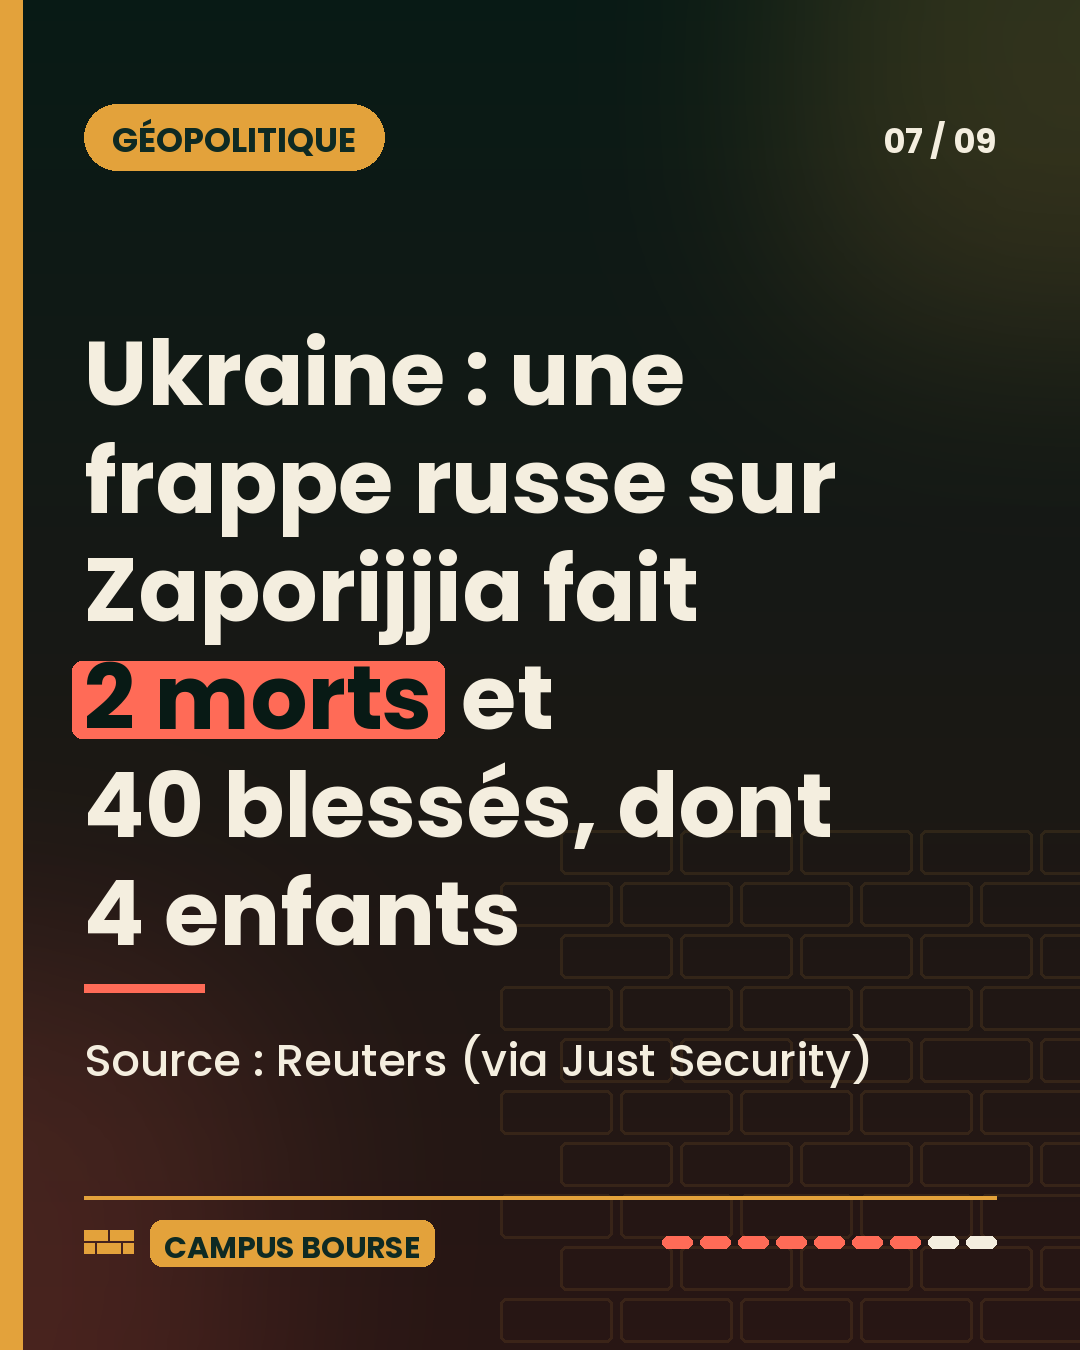 GÉOPOLITIQUE
07 / 09
Ukraine : une
frappe russe sur
Zaporijjia fait
2 morts et
40 blessés, dont
4 enfants
Source : Reuters (via Just Security)
CAMPUS BOURSE